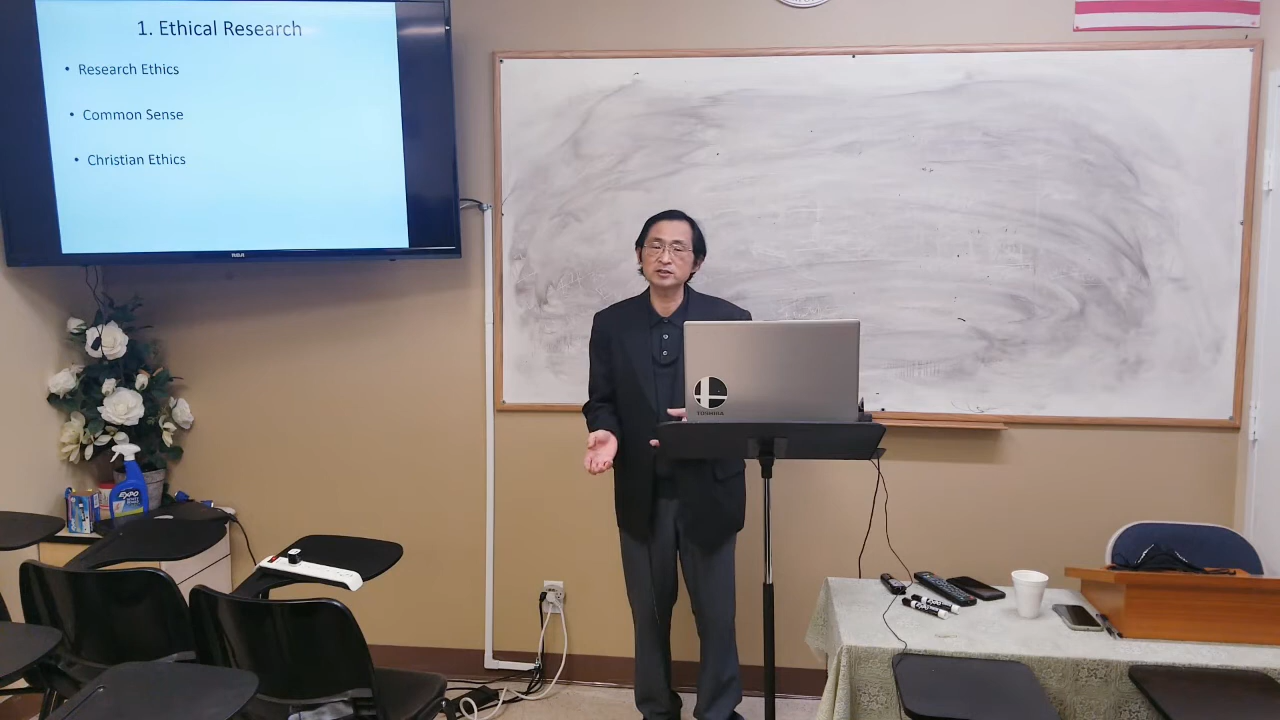 1. Ethical Research
• Research Ethics
• Common Sense
• Christian Ethics
RCA
TOSHIBA
EXPO